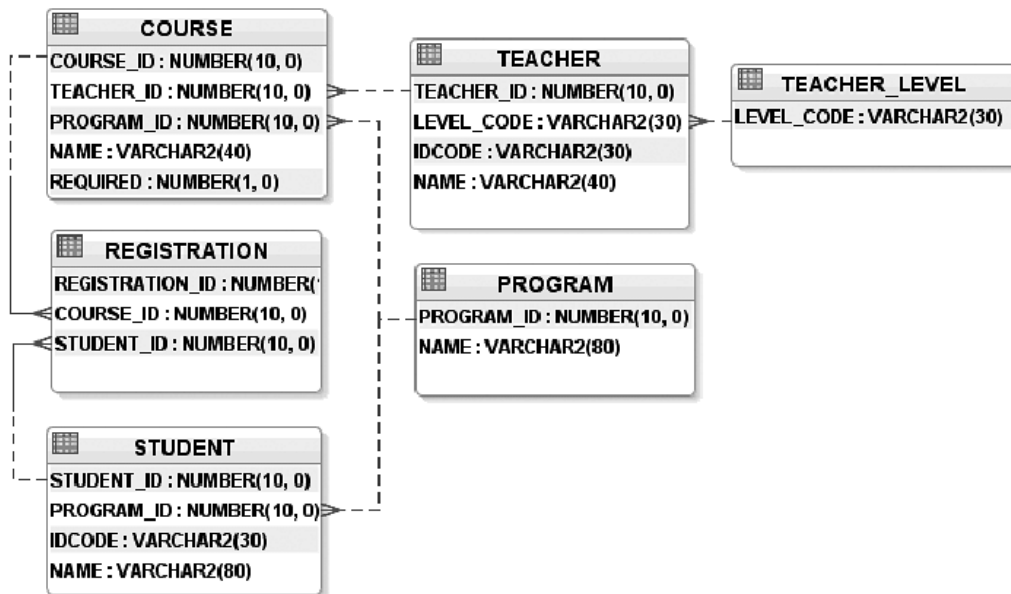 COURSE
COURSE_ID : NUMBER(10, 0)
TEACHER_ID : NUMBER(10, 0)
PROGRAM_ID : NUMBER(10, 0)
NAME : VARCHAR2(40)
REQUIRED : NUMBER(1, 0)
TEACHER
TEACHER_ID : NUMBER(10, 0)
LEVEL_CODE : VARCHAR2(30)
IDCODE : VARCHAR2(30)
NAME : VARCHAR2(40)
TEACHER_LEVEL
LEVEL_CODE : VARCHAR2(30)
REGISTRATION
REGISTRATION_ID : NUMBER(
COURSE_ID : NUMBER(10, 0)
STUDENT_ID : NUMBER(10, 0)
PROGRAM
PROGRAM_ID : NUMBER(10, 0)
NAME : VARCHAR2(80)
STUDENT
STUDENT_ID : NUMBER(10, 0)
PROGRAM_ID : NUMBER(10, 0)
IDCODE : VARCHAR2(30)
NAME : VARCHAR2(80)